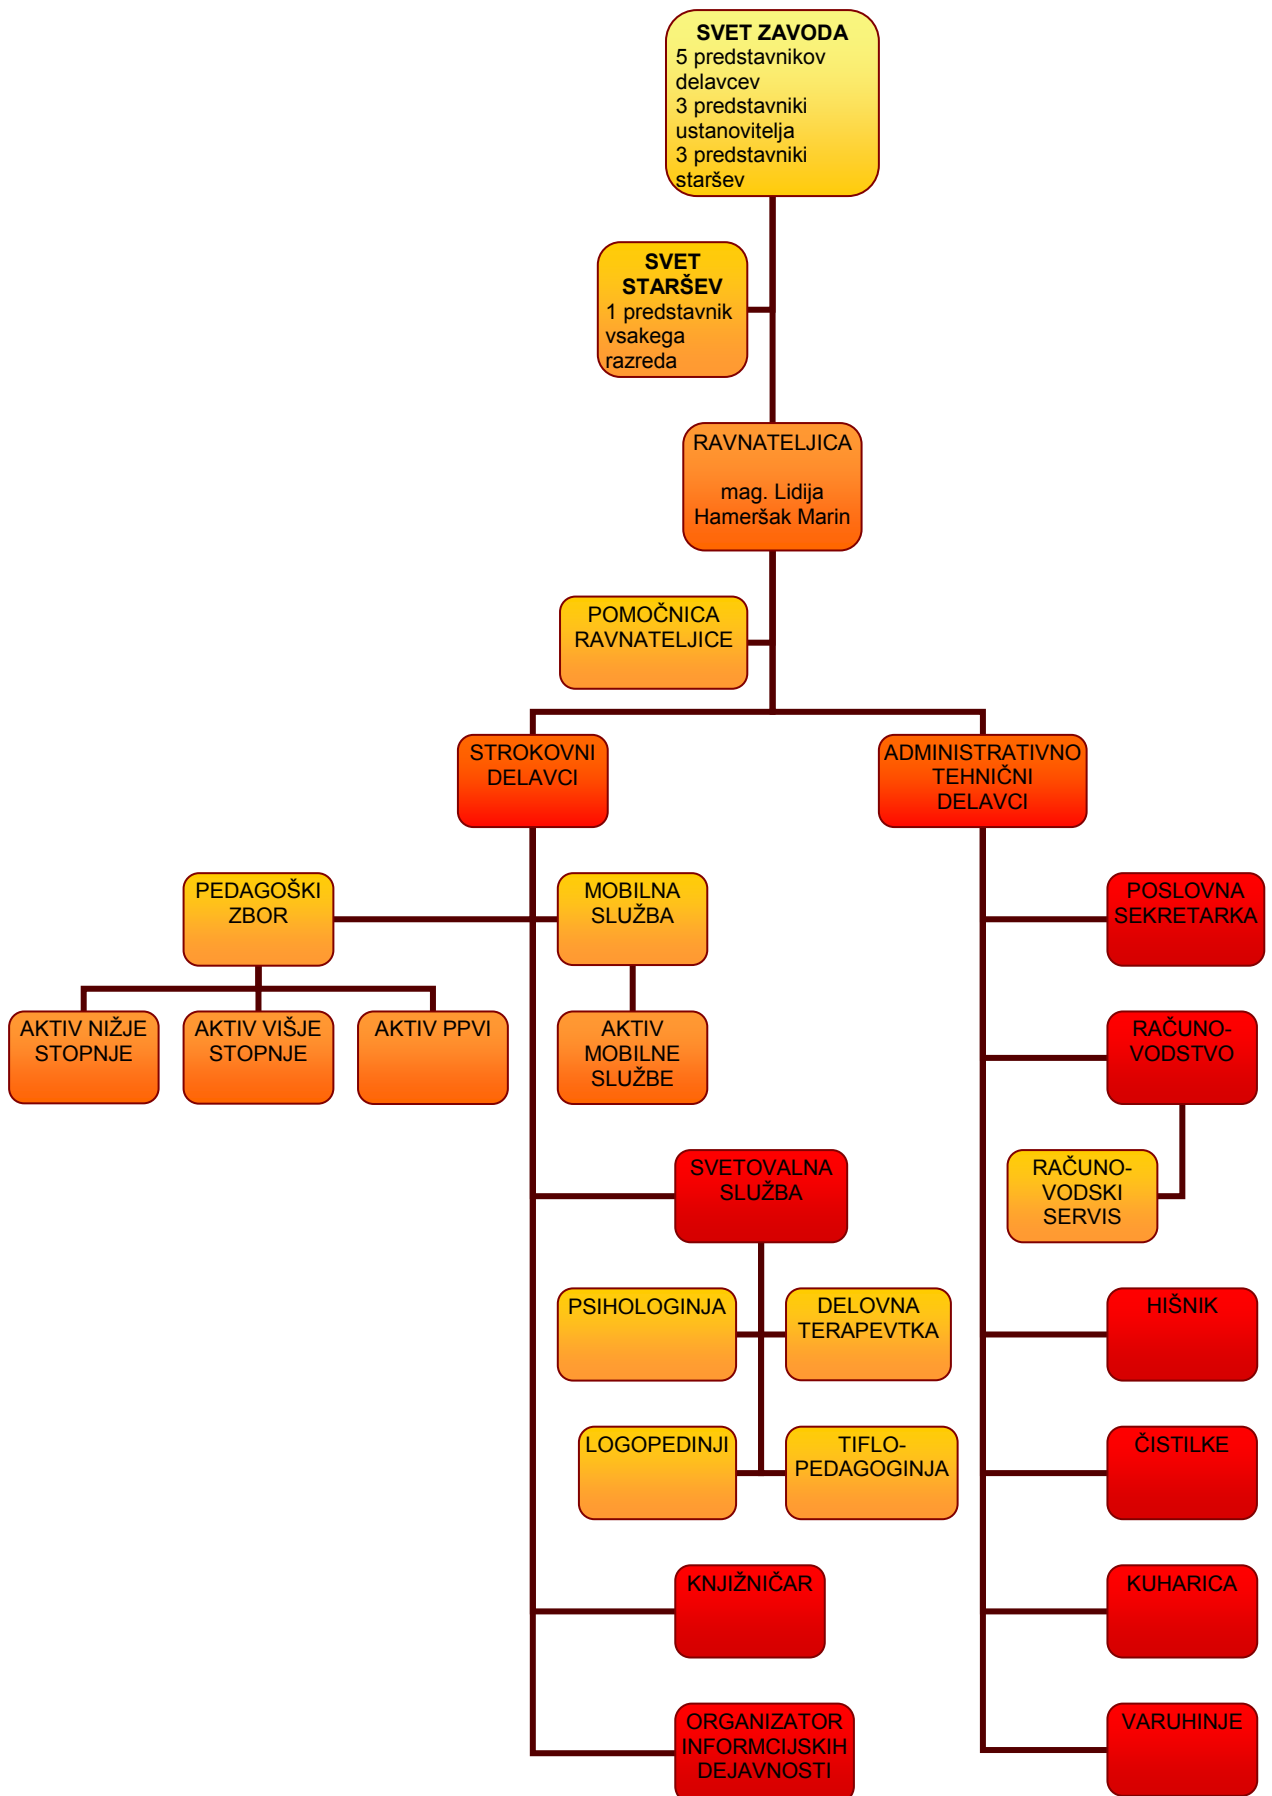 SVET ZAVODA
5 predstavnikov
delavcev
3 predstavniki
ustanovitelja
3 predstavniki
staršev
SVET
STARŠEV
1 predstavnik
vsakega
razreda
RAVNATELJICA
mag. Lidija
Hameršak Marin
POMOČNICA
RAVNATELJICE
STROKOVNI
DELAVCI
ADMINISTRATIVNO
TEHNIČNI
DELAVCI
PEDAGOŠKI
ZBOR
MOBILNA
SLUŽBA
POSLOVNA
SEKRETARKA
AKTIV NIŽJE
STOPNJE
AKTIV VIŠJE
STOPNJE
AKTIV PPVI
AKTIV
MOBILNE
SLUŽBE
RAČUNO-
VODSTVO
SVETOVALNA
SLUŽBA
RAČUNO-
VODSKI
SERVIS
PSIHOLOGINJA
DELOVNA
TERAPEVTKA
HIŠNIK
LOGOPEDINJI
TIFLO-
PEDAGOGINJA
ČISTILKE
KNJIŽNIČAR
KUHARICA
ORGANIZATOR
INFORMCIJSKIH
DEJAVNOSTI
VARUHINJE